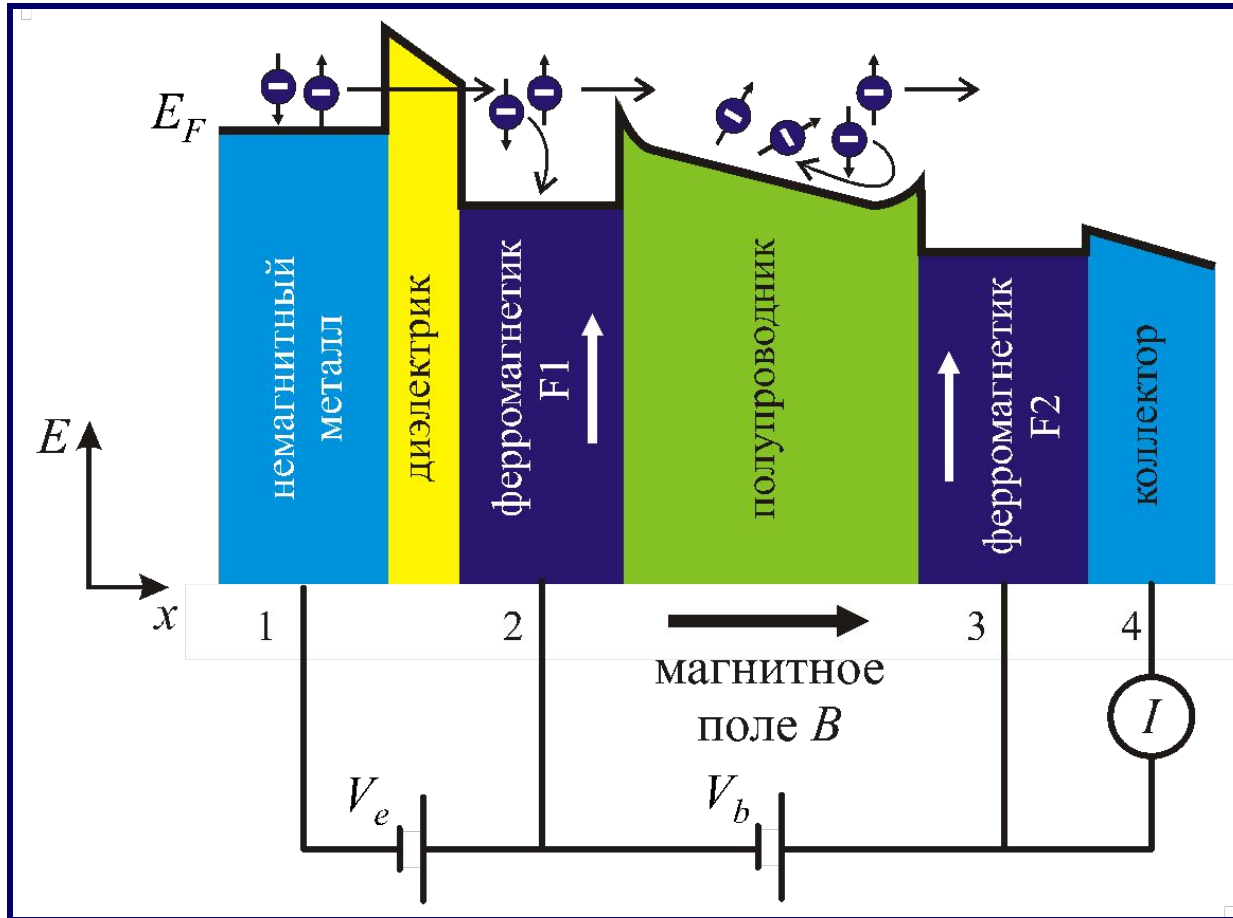 E_F
немагнитный
металл
диэлектрик
ферромагнетик
F1
полупроводник
ферромагнетик
F2
коллектор
E
x
1
2
3
4
магнитное
поле B
I
V_e
V_b